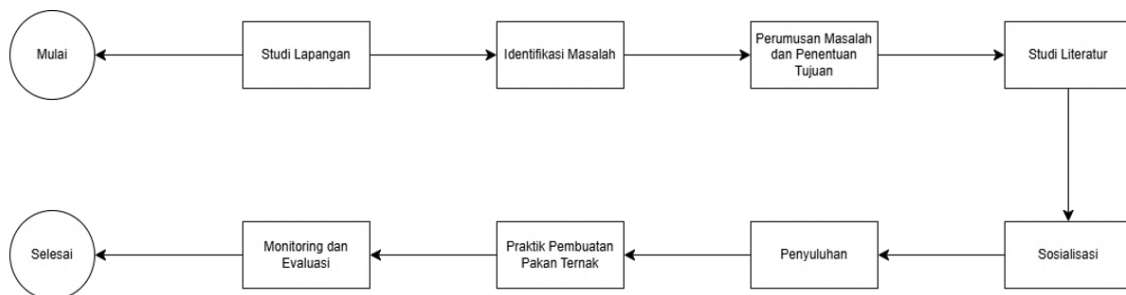 Mulai
Studi Lapangan
Identifikasi Masalah
Perumusan Masalah
dan Penentuan
Tujuan
Studi Literatur
Sosialisasi
Penyuluhan
Praktik Pembuatan
Pakan Ternak
Monitoring dan
Evaluasi
Selesai